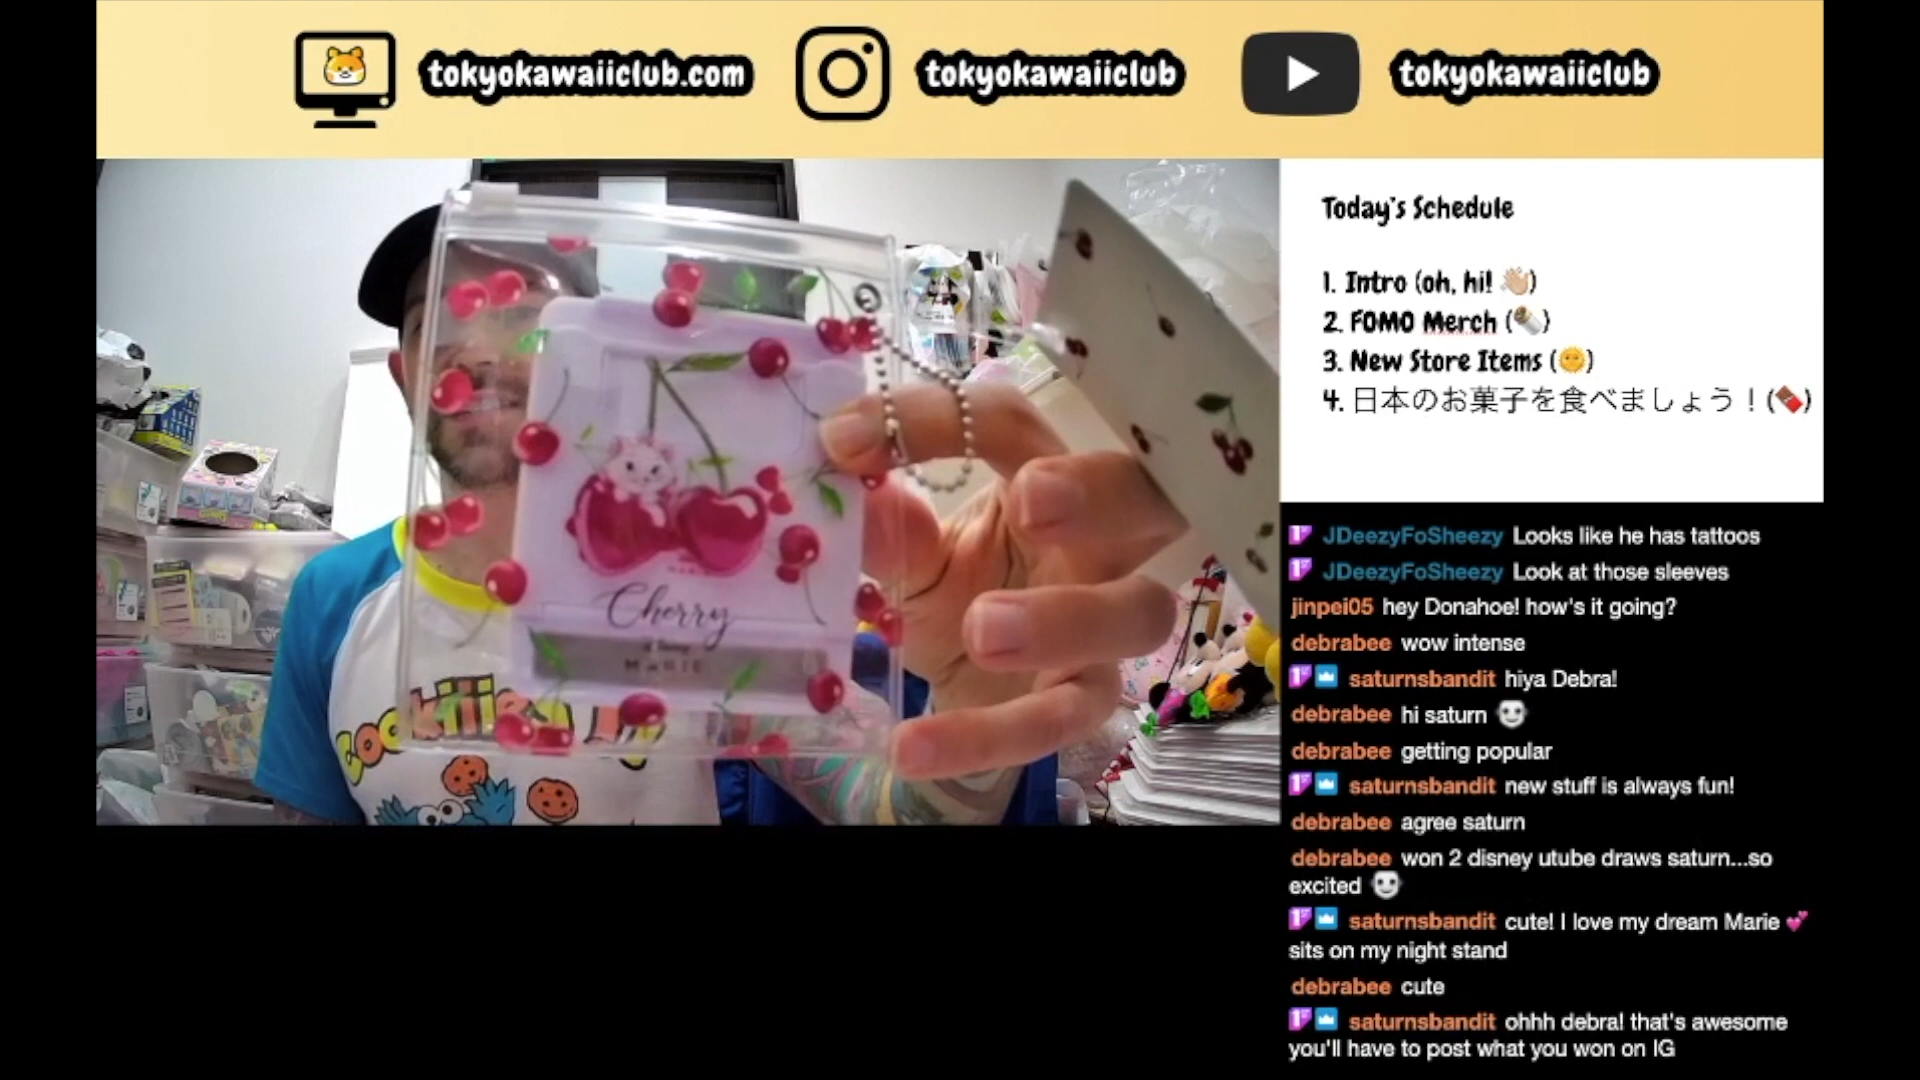 tokyokawaiiclub.com
tokyokawaiiclub
tokyokawaiiclub
Today's Schedule
1. Intro (oh, hi! 👋🏻)
2. FOMO Merch (🌯)
3. New Store Items (🌞)
4. 日本のお菓子を食べましょう！(🍫)
Cherry
MARIE
JDeezyFoSheezy Looks like he has tattoos
JDeezyFoSheezy Look at those sleeves
jinpei05 hey Donahoe! how's it going?
debrabee wow intense
saturnsbandit hiya Debra!
debrabee hi saturn
debrabee getting popular
saturnsbandit new stuff is always fun!
debrabee agree saturn
debrabee won 2 disney utube draws saturn...so
excited
saturnsbandit cute! I love my dream Marie 💕
sits on my night stand
debrabee cute
saturnsbandit ohhh debra! that's awesome
you'll have to post what you won on IG